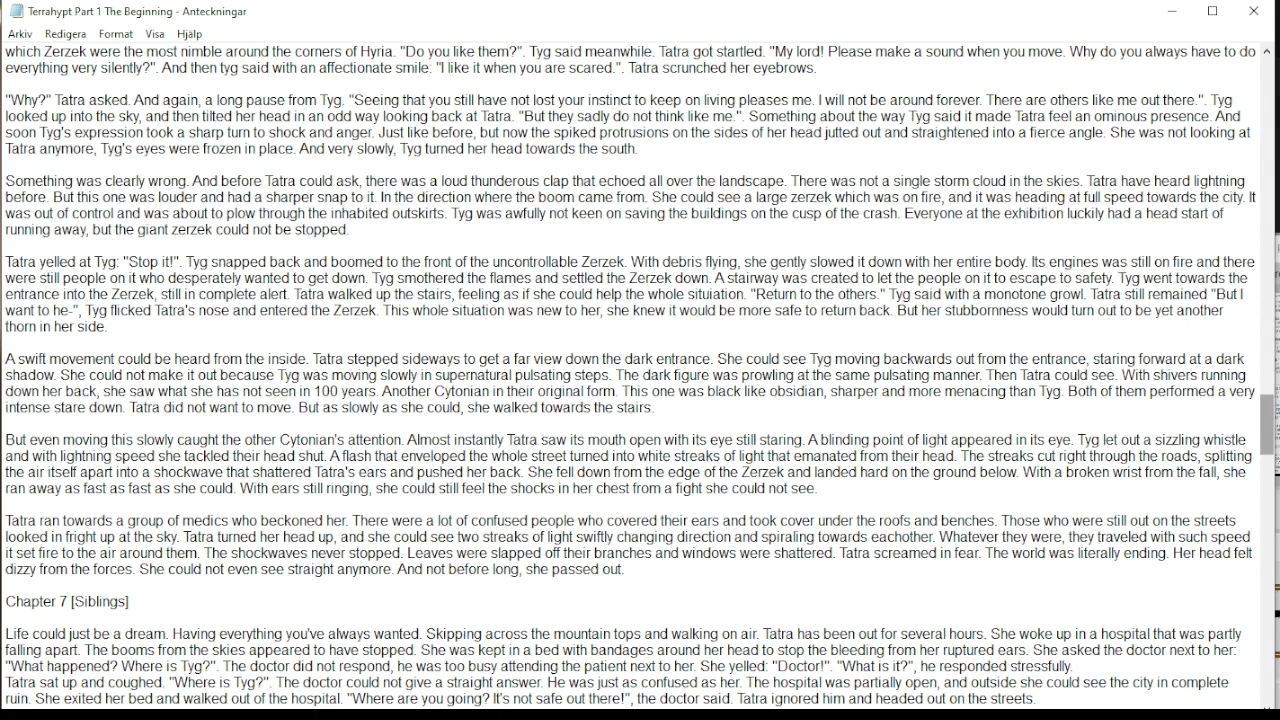 Terrahypt Part 1 The Beginning - Anteckningar
Arkiv Redigera Format Visa Hjälp
which Zerzek were the most nimble around the corners of Hyria. "Do you like them?". Tyg said meanwhile. Tatra got startled. "My lord! Please make a sound when you move. Why do you always have to do
everything very silently?". And then tyg said with an affectionate smile: "I like it when you are scared.". Tatra scrunched her eyebrows.
"Why?" Tatra asked. And again, a long pause from Tyg. "Seeing that you still have not lost your instinct to keep on living pleases me. I will not be around forever. There are others like me out there.". Tyg
looked up into the sky, and then tilted her head in an odd way looking back at Tatra. "But they sadly do not think like me.". Something about the way Tyg said it made Tatra feel an ominous presence. And
soon Tyg's expression took a sharp turn to shock and anger. Just like before, but now the spiked protrusions on the sides of her head jutted out and straightened into a fierce angle. She was not looking at
Tatra anymore, Tyg's eyes were frozen in place. And very slowly, Tyg turned her head towards the south.
Something was clearly wrong. And before Tatra could ask, there was a loud thunderous clap that echoed all over the landscape. There was not a single storm cloud in the skies. Tatra have heard lightning
before. But this one was louder and had a sharper snap to it. In the direction where the boom came from. She could see a large zerzek which was on fire, and it was heading at full speed towards the city. It
was out of control and was about to plow through the inhabited outskirts. Tyg was awfully not keen on saving the buildings on the cusp of the crash. Everyone at the exhibition luckily had a head start of
running away, but the giant zerzek could not be stopped.
Tatra yelled at Tyg: "Stop it!". Tyg snapped back and boomed to the front of the uncontrollable Zerzek. With debris flying, she gently slowed it down with her entire body. Its engines was still on fire and there
were still people on it who desperately wanted to get down. Tyg smothered the flames and settled the Zerzek down. A stairway was created to let the people on it to escape to safety. Tyg went towards the
entrance into the Zerzek, still in complete alert. Tatra walked up the stairs, feeling as if she could help the whole situiation. "Return to the others." Tyg said with a monotone growl. Tatra still remained "But I
want to he-", Tyg flicked Tatra's nose and entered the Zerzek. This whole situation was new to her, she knew it would be more safe to return back. But her stubbornness would turn out to be yet another
thorn in her side.
A swift movement could be heard from the inside. Tatra stepped sideways to get a far view down the dark entrance. She could see Tyg moving backwards out from the entrance, staring forward at a dark
shadow. She could not make it out because Tyg was moving slowly in supernatural pulsating steps. The dark figure was prowling at the same pulsating manner. Then Tatra could see. With shivers running
down her back, she saw what she has not seen in 100 years. Another Cytonian in their original form. This one was black like obsidian, sharper and more menacing than Tyg. Both of them performed a very
intense stare down. Tatra did not want to move. But as slowly as she could, she walked towards the stairs.
But even moving this slowly caught the other Cytonian's attention. Almost instantly Tatra saw its mouth open with its eye still staring. A blinding point of light appeared in its eye. Tyg let out a sizzling whistle
and with lightning speed she tackled their head shut. A flash that enveloped the whole street turned into white streaks of light that emanated from their head. The streaks cut right through the roads, splitting
the air itself apart into a shockwave that shattered Tatra's ears and pushed her back. She fell down from the edge of the Zerzek and landed hard on the ground below. With a broken wrist from the fall, she
ran away as fast as fast as she could. With ears still ringing, she could still feel the shocks in her chest from a fight she could not see.
Tatra ran towards a group of medics who beckoned her. There were a lot of confused people who covered their ears and took cover under the roofs and benches. Those who were still out on the streets
looked in fright up at the sky. Tatra turned her head up, and she could see two streaks of light swiftly changing direction and spiraling towards eachother. Whatever they were, they traveled with such speed
it set fire to the air around them. The shockwaves never stopped. Leaves were slapped off their branches and windows were shattered. Tatra screamed in fear. The world was literally ending. Her head felt
dizzy from the forces. She could not even see straight anymore. And not before long, she passed out.
Chapter 7 [Siblings]
Life could just be a dream. Having everything you've always wanted. Skipping across the mountain tops and walking on air. Tatra has been out for several hours. She woke up in a hospital that was partly
falling apart. The booms from the skies appeared to have stopped. She was kept in a bed with bandages around her head to stop the bleeding from her ruptured ears. She asked the doctor next to her:
"What happened? Where is Tyg?". The doctor did not respond, he was too busy attending the patient next to her. She yelled: "Doctor!". "What is it?", he responded stressfully.
Tatra sat up and coughed. "Where is Tyg?". The doctor could not give a straight answer. He was just as confused as her. The hospital was partially open, and outside she could see the city in complete
ruin. She exited her bed and walked out of the hospital. "Where are you going? It's not safe out there!", the doctor said. Tatra ignored him and headed out on the streets.